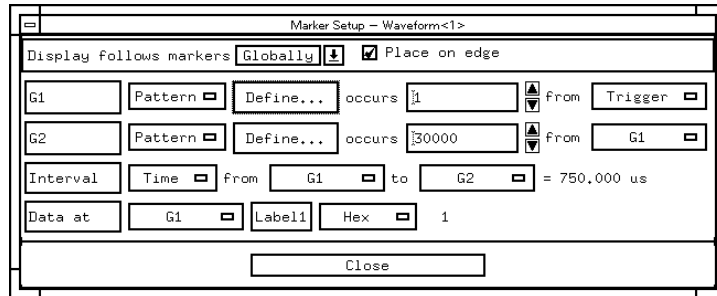 Marker Setup — Waveform<1>
Display follows markers Globally Place on edge
G1 Pattern Define... occurs 1 from Trigger
G2 Pattern Define... occurs 30000 from G1
Interval Time from G1 to G2 = 750.000 us
Data at G1 Label1 Hex 1
Close